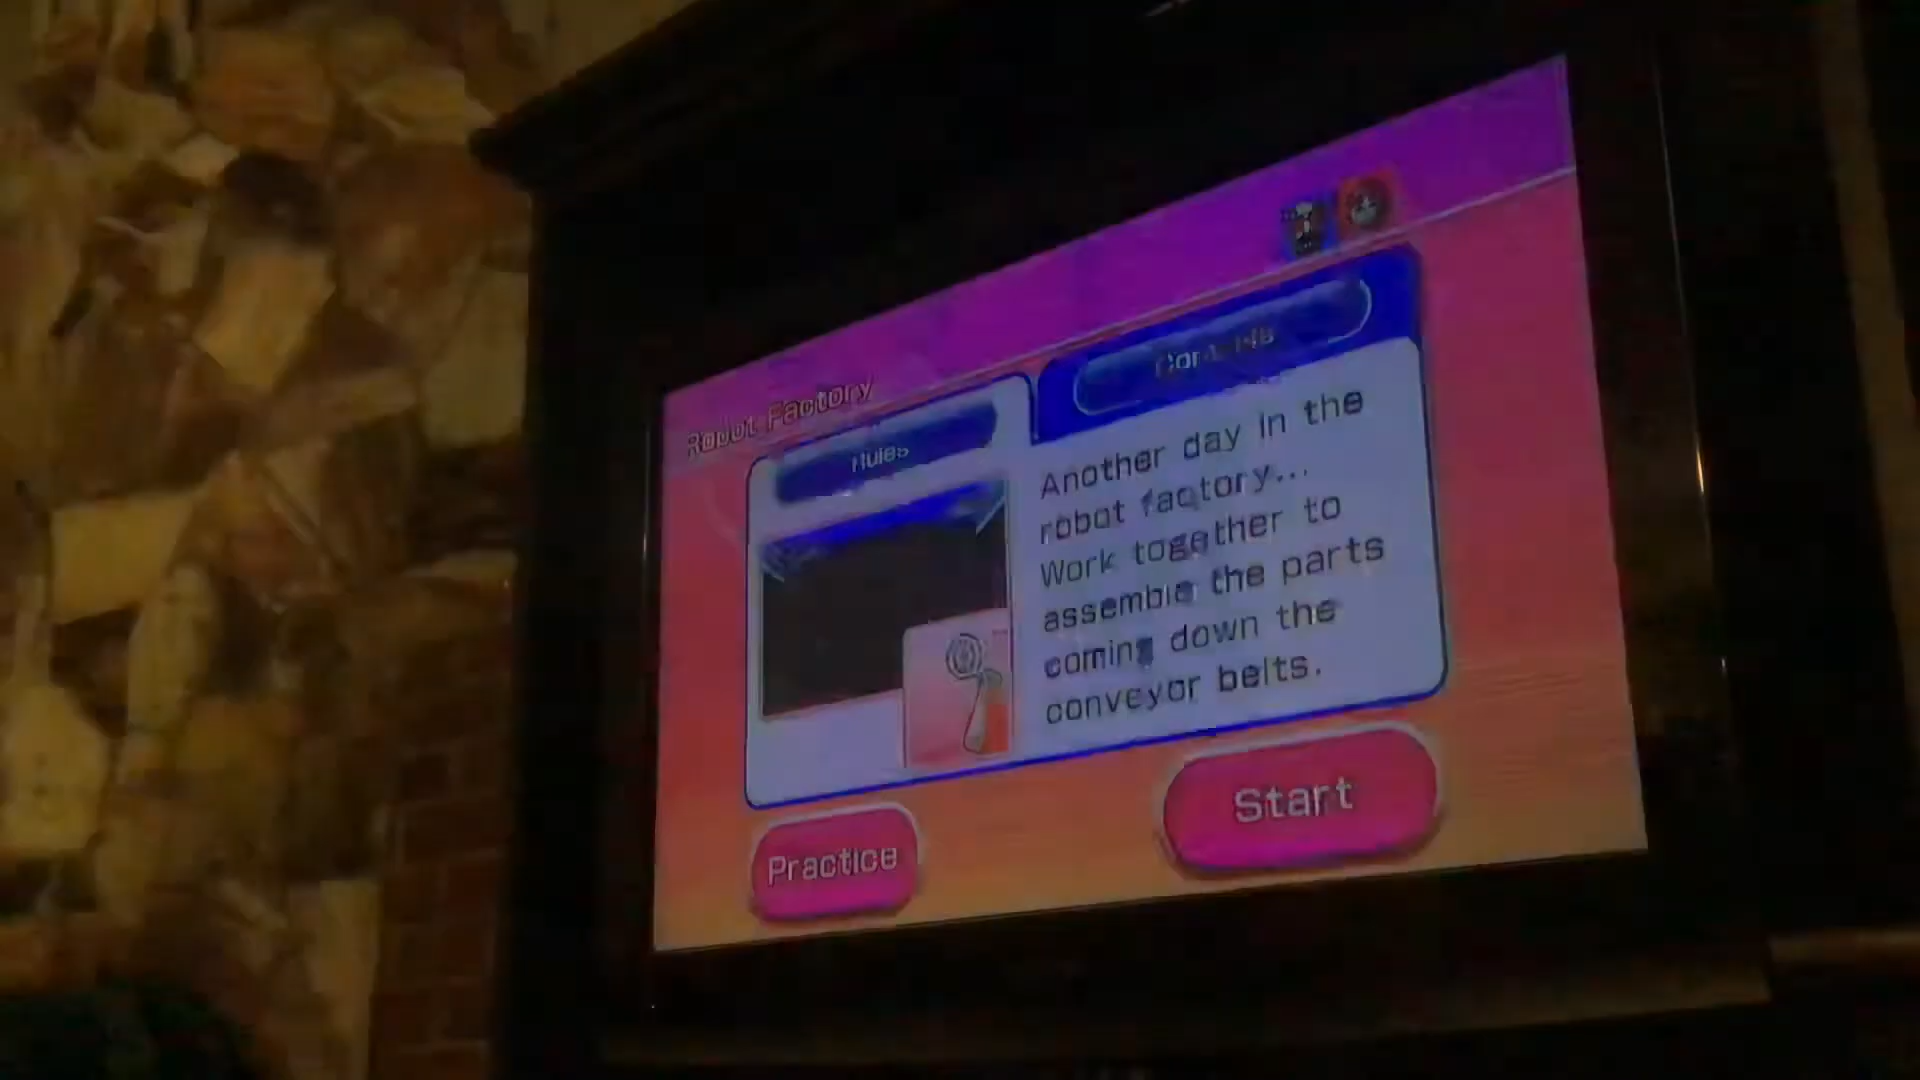 Robot Factory
Rules
Controls
Another day in the
robot factory...
Work together to
assemble the parts
coming down the
conveyor belts.
Practice
Start